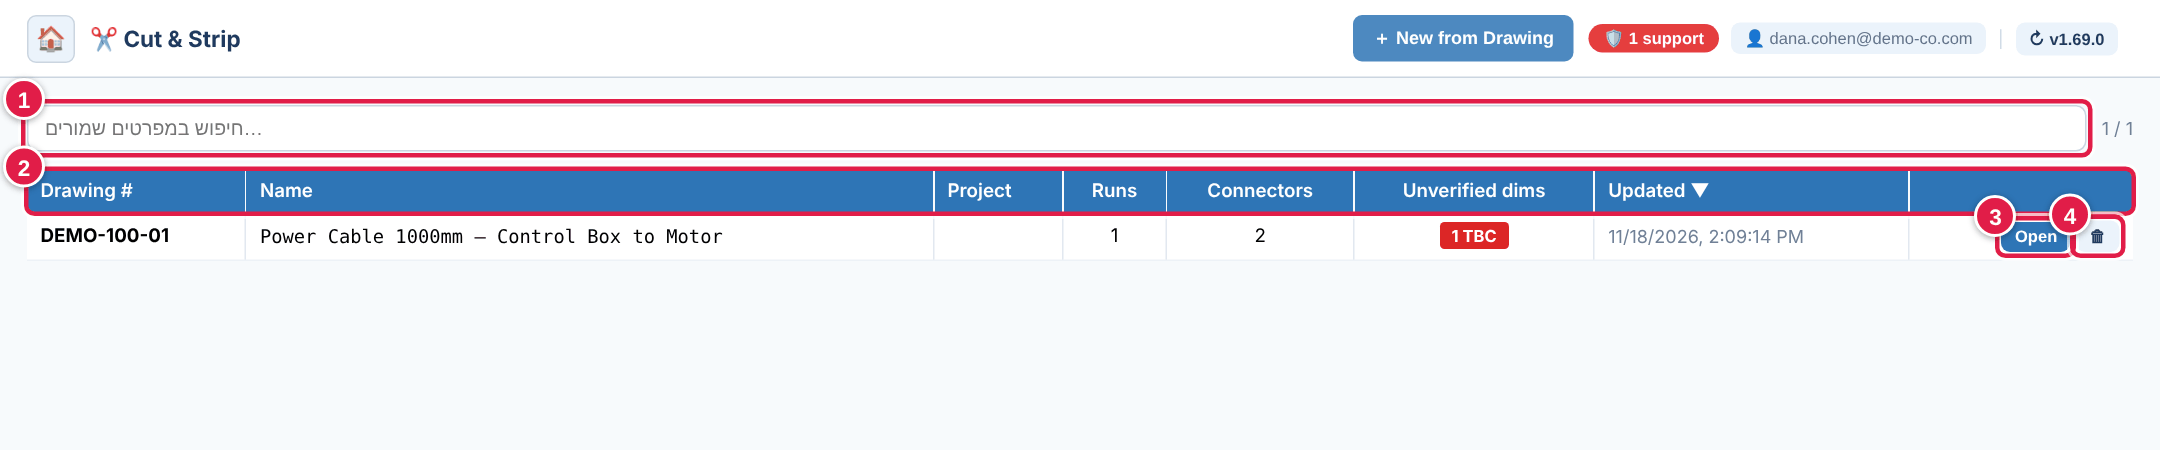 Cut & Strip
+ New from Drawing
1 support
dana.cohen@demo-co.com
v1.69.0
1
חיפוש במפרטים שמורים...
1 / 1
2
Drawing # Name Project Runs Connectors Unverified dims Updated ▼
3 4
DEMO-100-01 Power Cable 1000mm — Control Box to Motor 1 2 1 TBC 11/18/2026, 2:09:14 PM Open